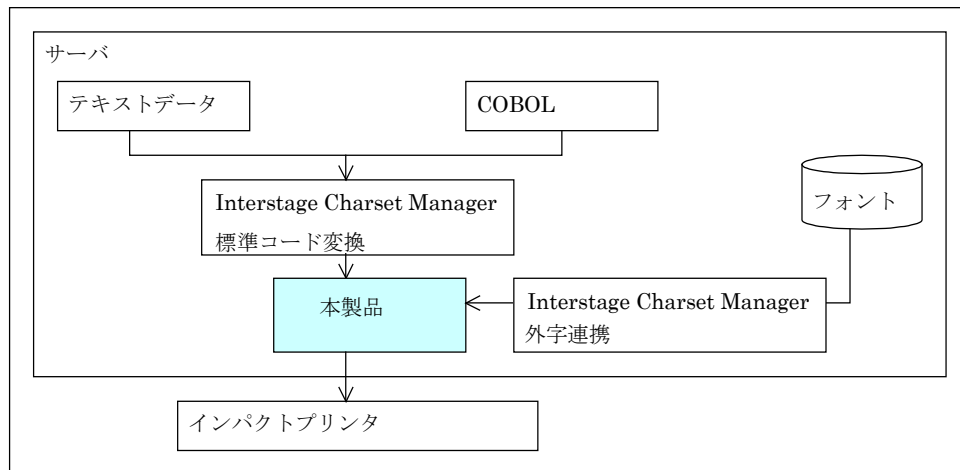 サーバ
テキストデータ
COBOL
Interstage Charset Manager
標準コード変換
フォント
本製品
Interstage Charset Manager
外字連携
インパクトプリンタ